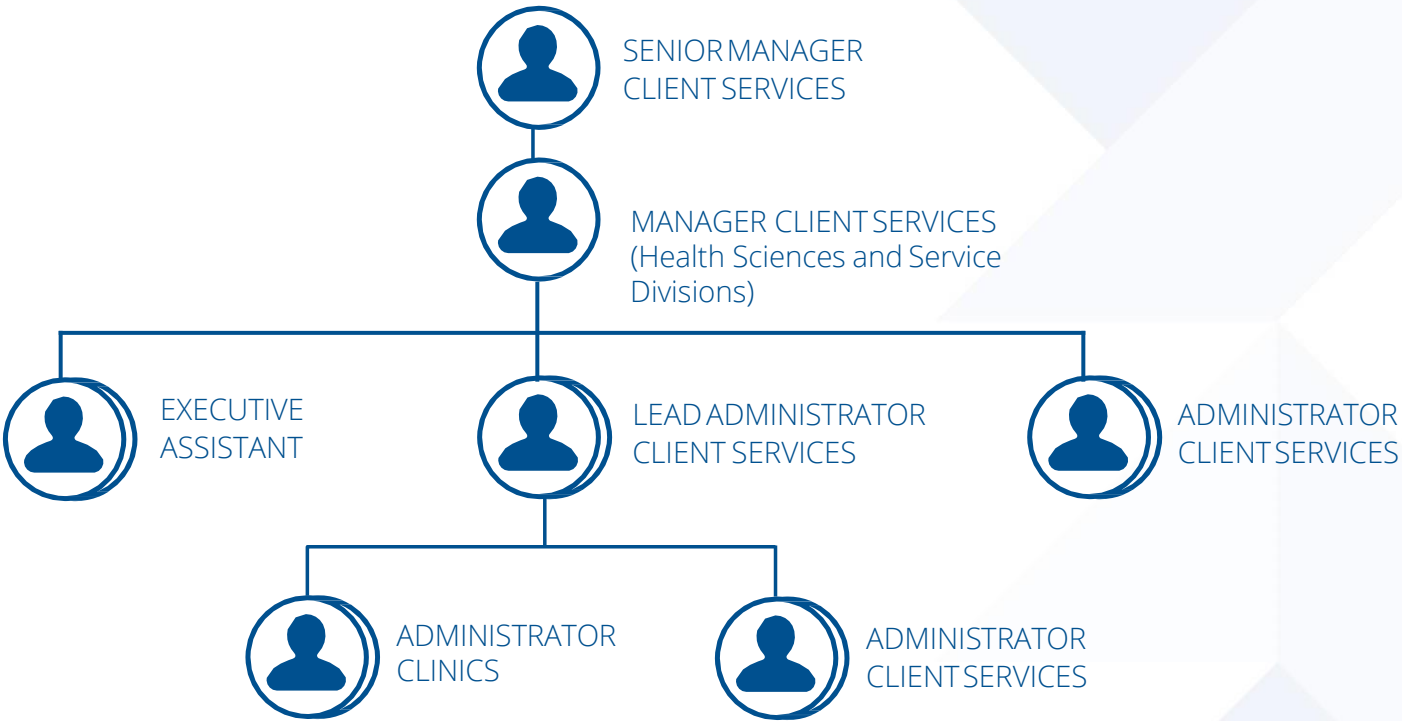 SENIOR MANAGER
CLIENT SERVICES
MANAGER CLIENT SERVICES
(Health Sciences and Service
Divisions)
EXECUTIVE
ASSISTANT
LEAD ADMINISTRATOR
CLIENT SERVICES
ADMINISTRATOR
CLIENT SERVICES
ADMINISTRATOR
CLINICS
ADMINISTRATOR
CLIENT SERVICES